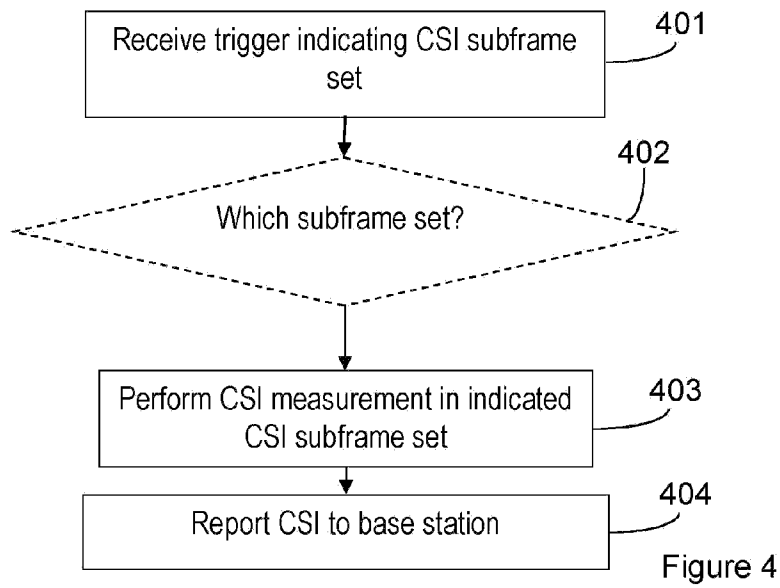 Receive trigger indicating CSI subframe
set
401
402
Which subframe set?
Perform CSI measurement in indicated
CSI subframe set
403
Report CSI to base station
404
Figure 4